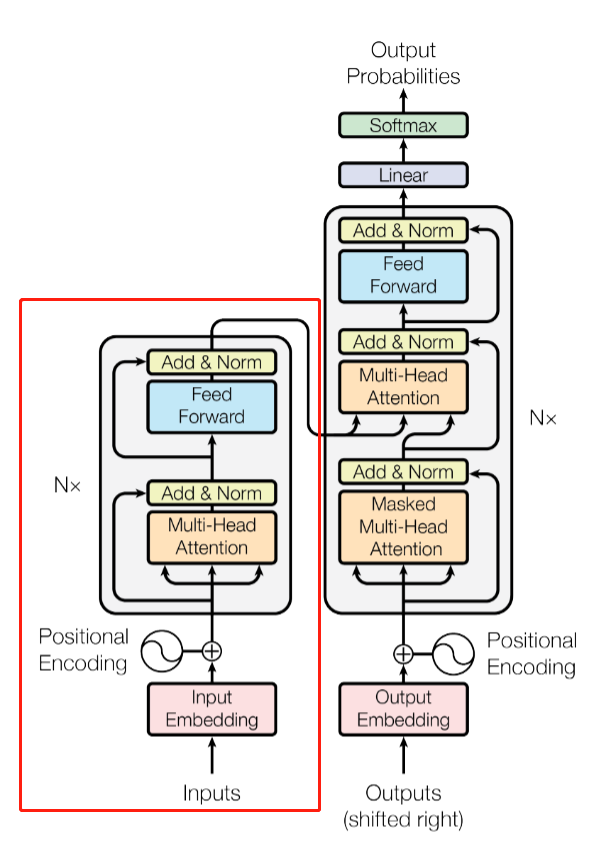 Output
Probabilities
Softmax
Linear
Add & Norm
Feed
Forward
Add & Norm
Multi-Head
Attention
Add & Norm
Masked
Multi-Head
Attention
N×
Positional
Encoding
Output
Embedding
Outputs
(shifted right)
Add & Norm
Feed
Forward
Add & Norm
Multi-Head
Attention
N×
Positional
Encoding
Input
Embedding
Inputs